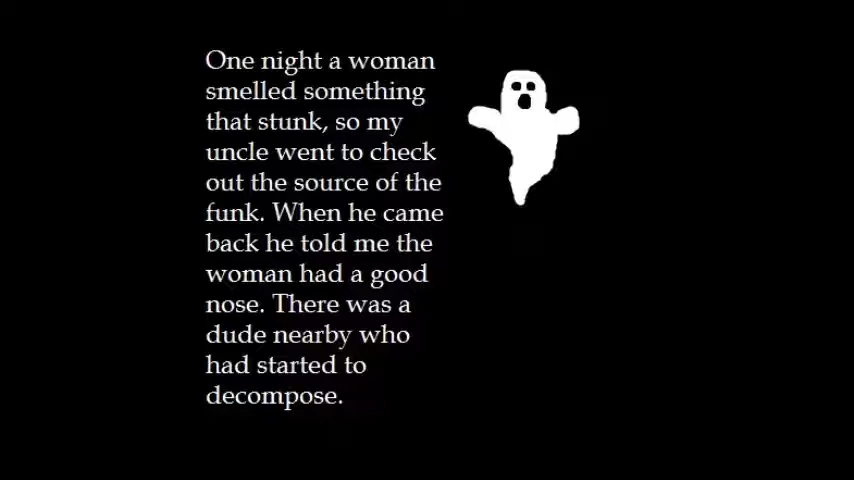 One night a woman
smelled something
that stunk, so my
uncle went to check
out the source of the
funk. When he came
back he told me the
woman had a good
nose. There was a
dude nearby who
had started to
decompose.